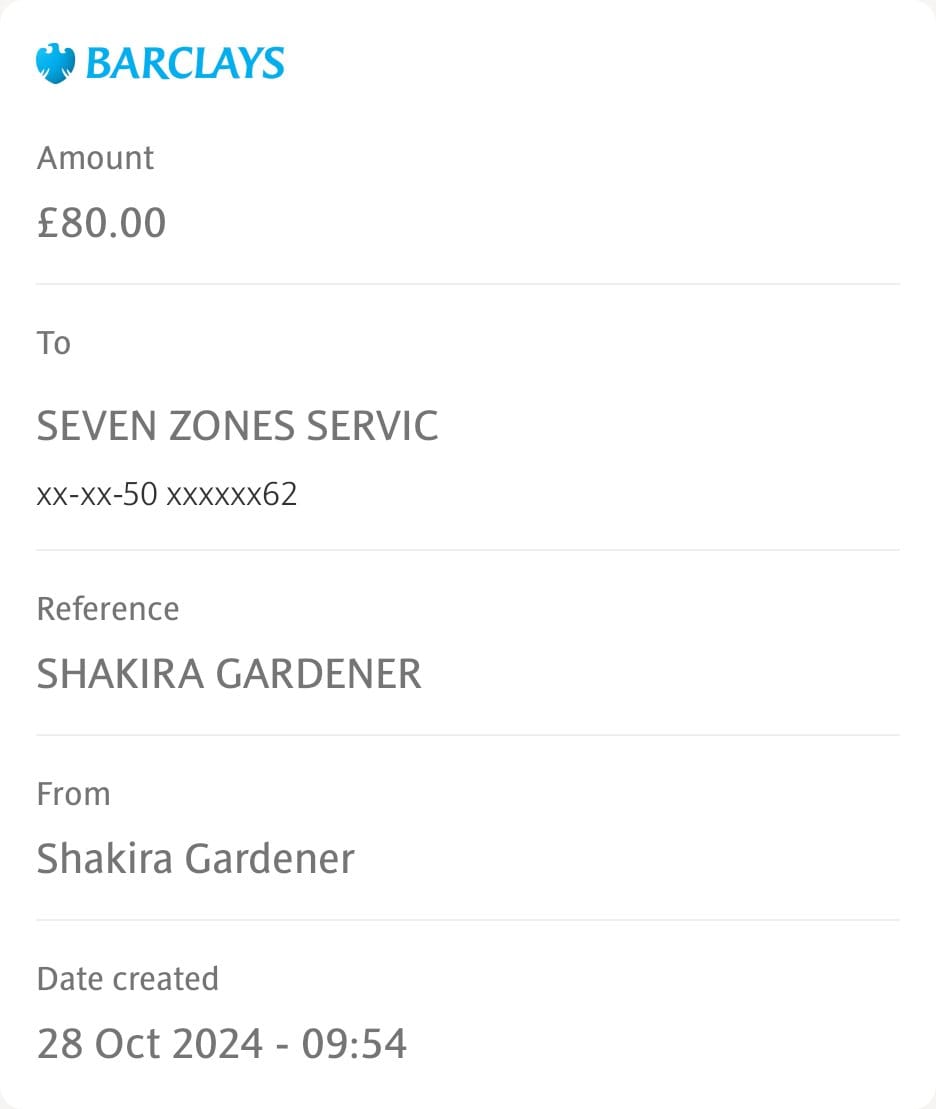 BARCLAYS
Amount
£80.00
To
SEVEN ZONES SERVIC
xx-xx-50 xxxxxx62
Reference
SHAKIRA GARDENER
From
Shakira Gardener
Date created
28 Oct 2024 - 09:54